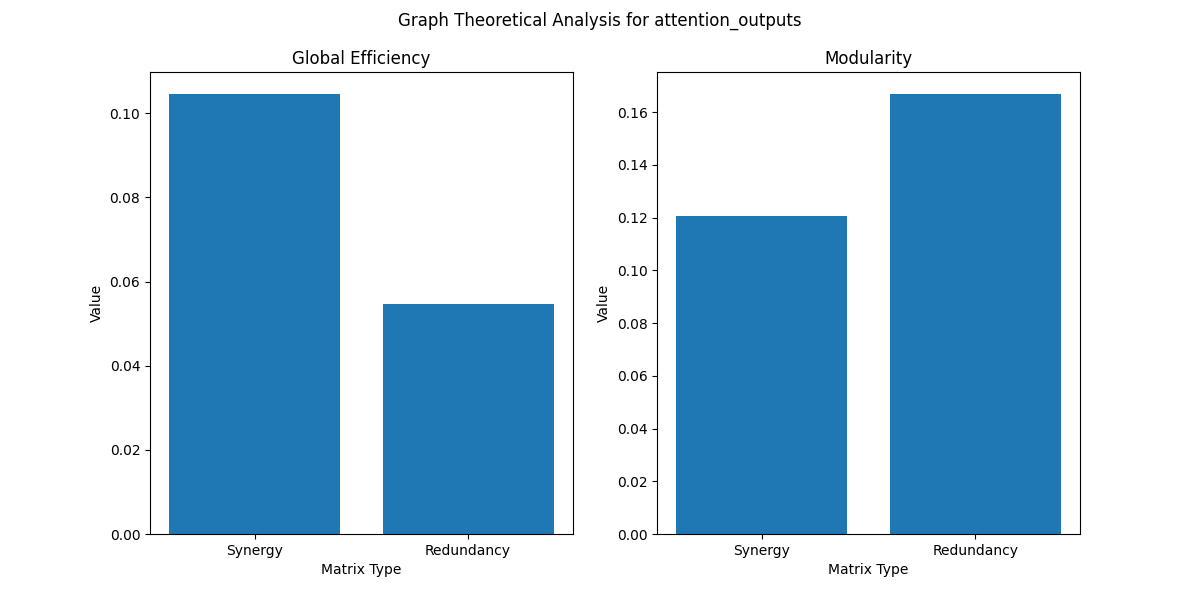 Graph Theoretical Analysis for attention_outputs
Global Efficiency
Value
0.10
0.08
0.06
0.04
0.02
0.00
Synergy
Redundancy
Matrix Type
Modularity
Value
0.16
0.14
0.12
0.10
0.08
0.06
0.04
0.02
0.00
Synergy
Redundancy
Matrix Type